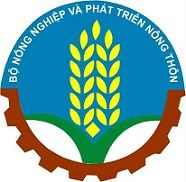 BỘ NÔNG NGHIỆP VÀ PHÁT TRIỂN NÔNG THÔN